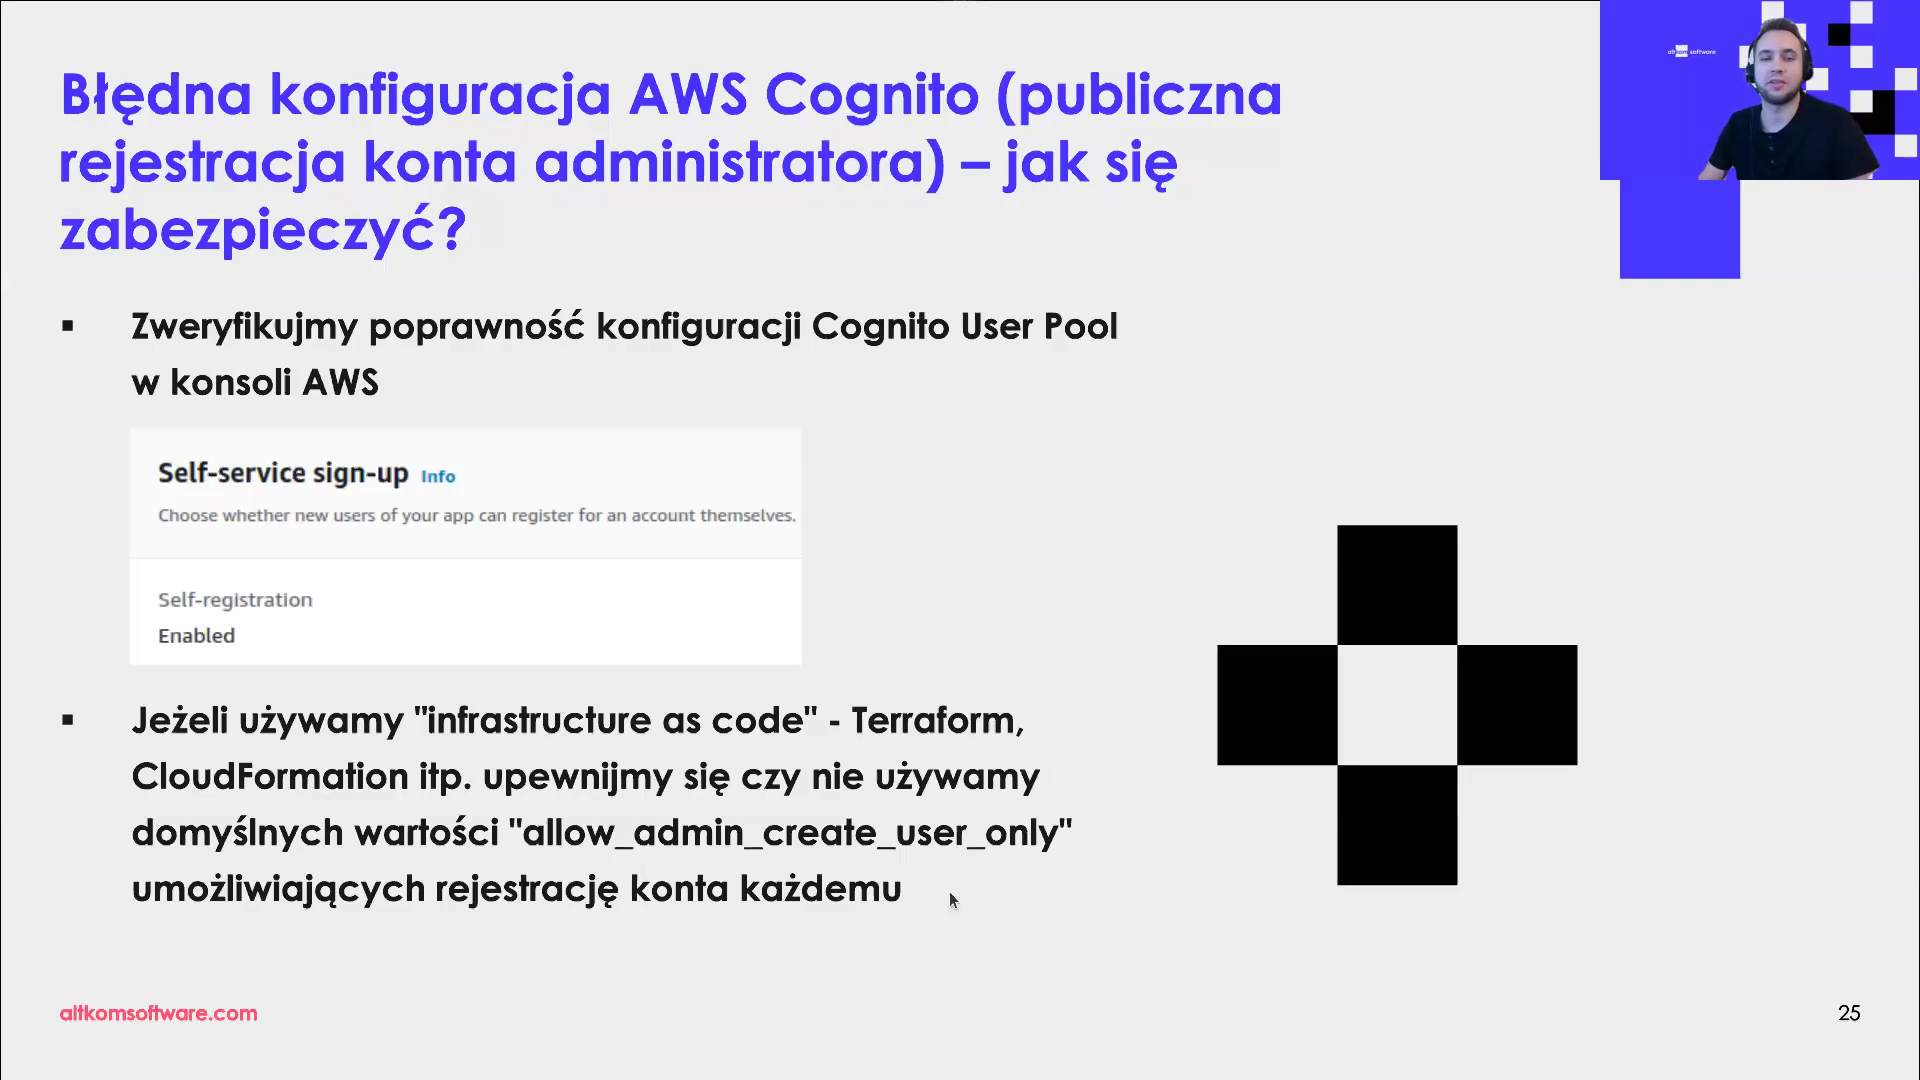 Błędna konfiguracja AWS Cognito (publiczna
rejestracja konta administratora) – jak się
zabezpieczyć?
altkom software
▪ Zweryfikujmy poprawność konfiguracji Cognito User Pool
w konsoli AWS
Self-service sign-up Info
Choose whether new users of your app can register for an account themselves.
Self-registration
Enabled
▪ Jeżeli używamy "infrastructure as code" - Terraform,
CloudFormation itp. upewnijmy się czy nie używamy
domyślnych wartości "allow_admin_create_user_only"
umożliwiających rejestrację konta każdemu
altkomsoftware.com
25